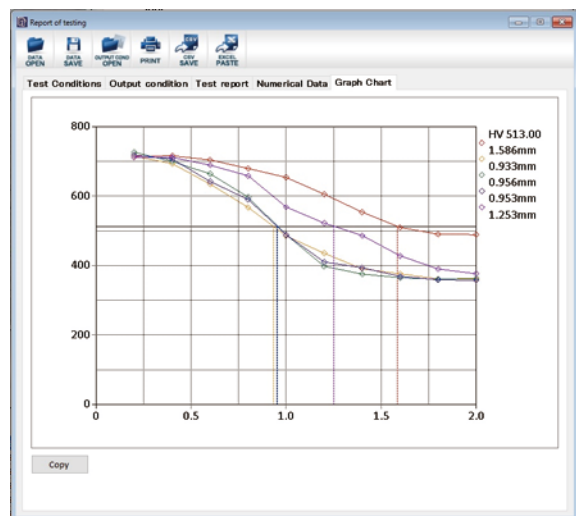 Report of testing
DATA OPEN
DATA SAVE
OUTPUT COND OPEN
PRINT
CSV SAVE
EXCEL PASTE
Test Conditions Output condition Test report Numerical Data Graph Chart
800
600
400
200
0
0 0.5 1.0 1.5 2.0
HV 513.00
1.586mm
0.933mm
0.956mm
0.953mm
1.253mm
Copy